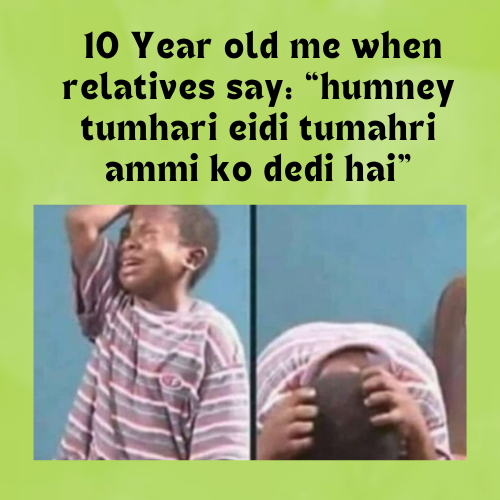 10 Year old me when
relatives say: “humney
tumhari eidi tumahri
ammi ko dedi hai”